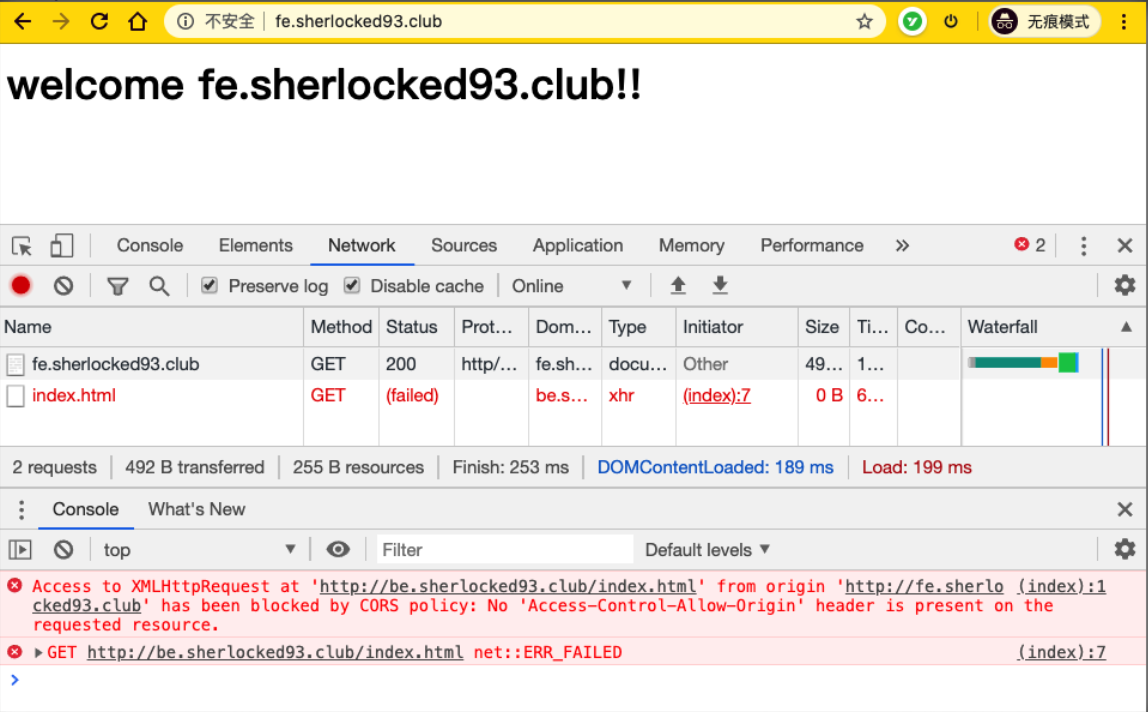 不安全 fe.sherlocked93.club 无痕模式
welcome fe.sherlocked93.club!!
Console Elements Network Sources Application Memory Performance » 2
Preserve log Disable cache Online
Name Method Status Prot… Dom… Type Initiator Size Ti… Co… Waterfall
fe.sherlocked93.club GET 200 http/… fe.sh… docu… Other 49… 1…
index.html GET (failed) be.s… xhr (index):7 0 B 6…
2 requests 492 B transferred 255 B resources Finish: 253 ms DOMContentLoaded: 189 ms Load: 199 ms
Console What's New
top Filter Default levels
Access to XMLHttpRequest at 'http://be.sherlocked93.club/index.html' from origin 'http://fe.sherlo (index):1
cked93.club' has been blocked by CORS policy: No 'Access-Control-Allow-Origin' header is present on the
requested resource.
GET http://be.sherlocked93.club/index.html net::ERR_FAILED (index):7